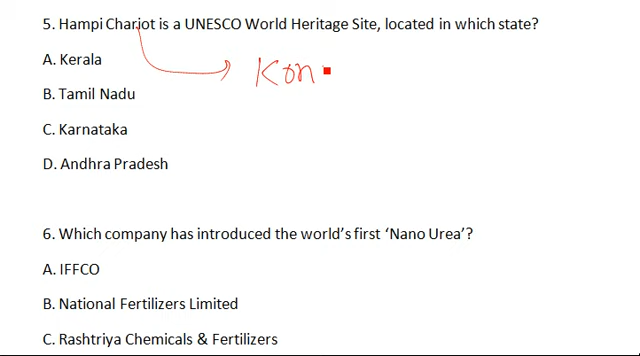 5. Hampi Chariot is a UNESCO World Heritage Site, located in which state?
A. Kerala
Kon
B. Tamil Nadu
C. Karnataka
D. Andhra Pradesh
6. Which company has introduced the world’s first ‘Nano Urea’?
A. IFFCO
B. National Fertilizers Limited
C. Rashtriya Chemicals & Fertilizers